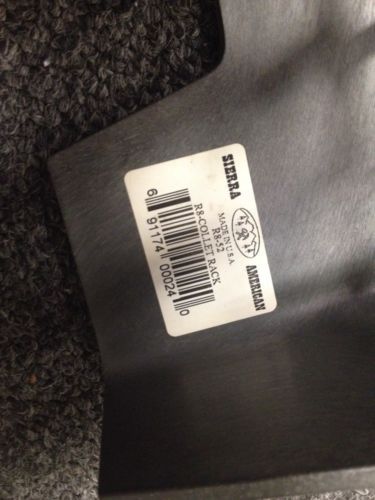 SIERRA AMERICAN
MADE IN U.S.A.
R8-52
R8-COLLET RACK
6 91174 00024 0